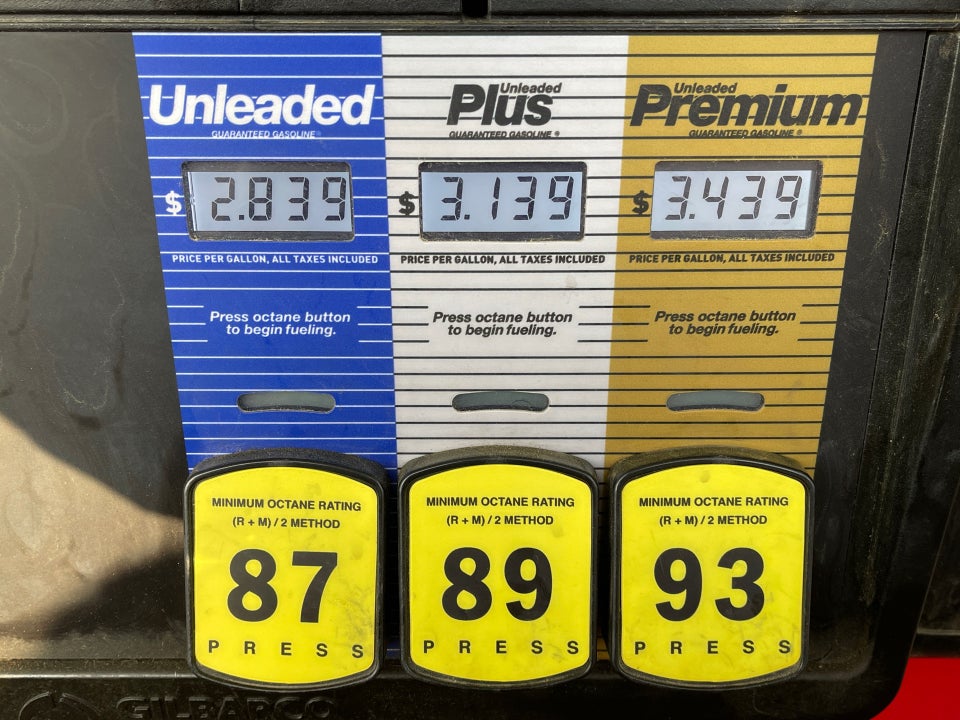 Unleaded
GUARANTEED GASOLINE®
$ 2.839
PRICE PER GALLON, ALL TAXES INCLUDED
Press octane button
to begin fueling.
MINIMUM OCTANE RATING
(R + M) / 2 METHOD
87
PRESS
Unleaded
Plus
GUARANTEED GASOLINE ®
$ 3.139
PRICE PER GALLON, ALL TAXES INCLUDED
Press octane button
to begin fueling.
MINIMUM OCTANE RATING
(R + M) / 2 METHOD
89
PRESS
Unleaded
Premium
GUARANTEED GASOLINE ®
$ 3.439
PRICE PER GALLON, ALL TAXES INCLUDED
Press octane button
to begin fueling.
MINIMUM OCTANE RATING
(R + M) / 2 METHOD
93
PRESS
GILBARCO